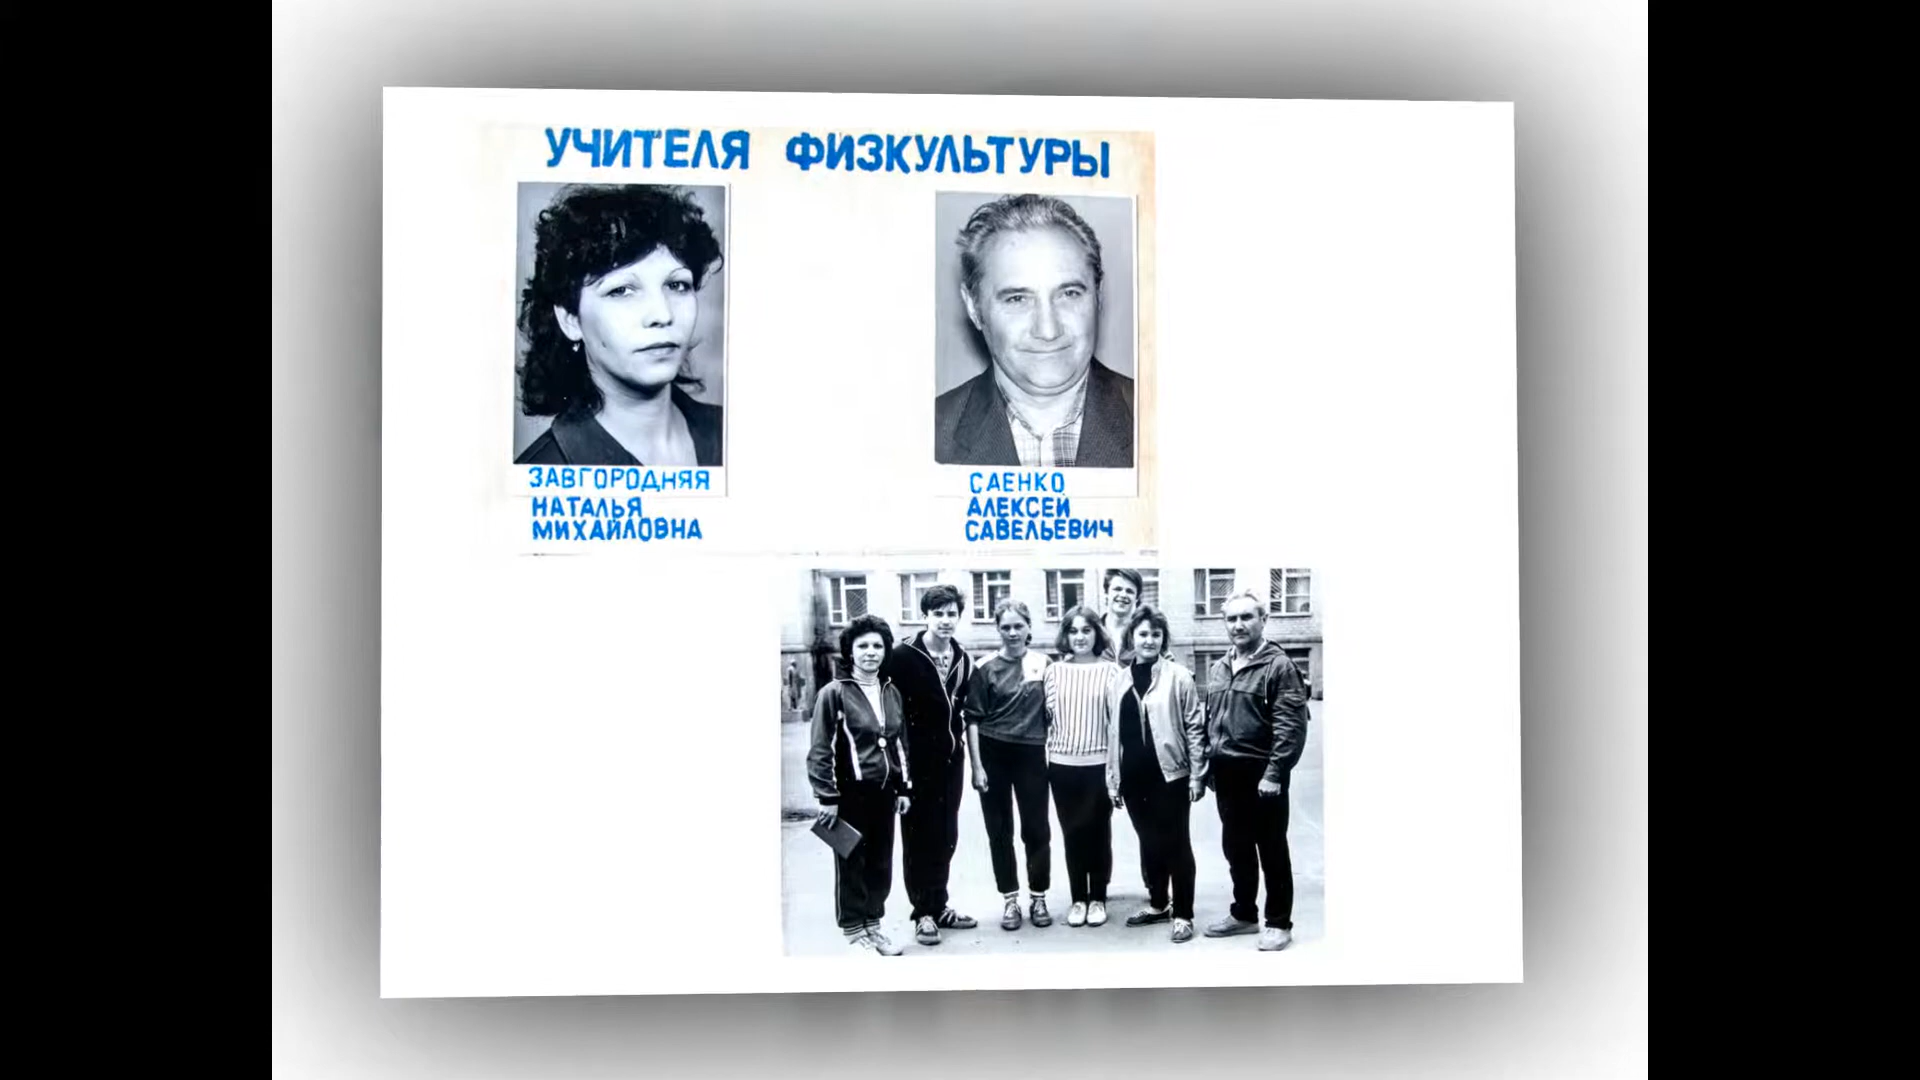 УЧИТЕЛЯ ФИЗКУЛЬТУРЫ
ЗАВГОРОДНЯЯ
НАТАЛЬЯ
МИХАЙЛОВНА
САЕНКО
АЛЕКСЕЙ
САВЕЛЬЕВИЧ